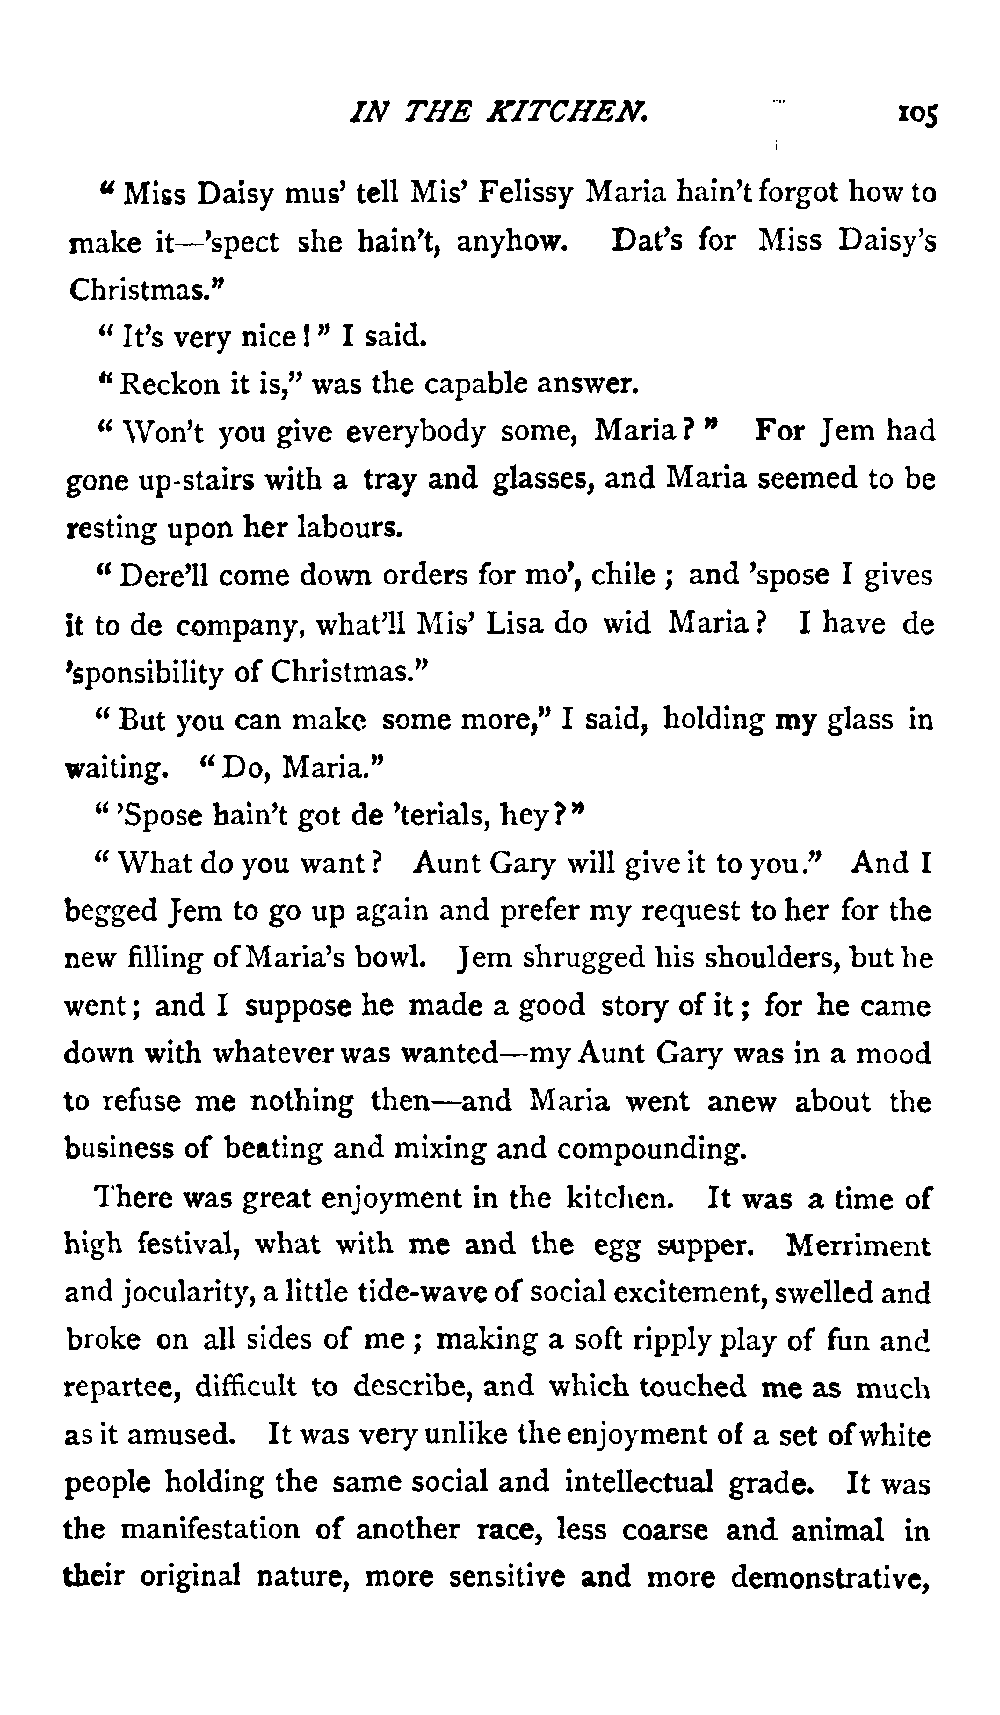 IN THE KITCHEN. 105
“ Miss Daisy mus’ tell Mis’ Felissy Maria hain’t forgot how to
make it—’spect she hain’t, anyhow. Dat’s for Miss Daisy’s
Christmas.”
“ It’s very nice ! ” I said.
“ Reckon it is,” was the capable answer.
“ Won’t you give everybody some, Maria ? ” For Jem had
gone up-stairs with a tray and glasses, and Maria seemed to be
resting upon her labours.
“ Dere’ll come down orders for mo’, chile ; and ’spose I gives
it to de company, what’ll Mis’ Lisa do wid Maria ? I have de
’sponsibility of Christmas.”
“ But you can make some more,” I said, holding my glass in
waiting. “ Do, Maria.”
“ ’Spose hain’t got de ’terials, hey ? ”
“ What do you want ? Aunt Gary will give it to you.” And I
begged Jem to go up again and prefer my request to her for the
new filling of Maria’s bowl. Jem shrugged his shoulders, but he
went ; and I suppose he made a good story of it ; for he came
down with whatever was wanted—my Aunt Gary was in a mood
to refuse me nothing then—and Maria went anew about the
business of beating and mixing and compounding.
There was great enjoyment in the kitchen. It was a time of
high festival, what with me and the egg supper. Merriment
and jocularity, a little tide-wave of social excitement, swelled and
broke on all sides of me ; making a soft ripply play of fun and
repartee, difficult to describe, and which touched me as much
as it amused. It was very unlike the enjoyment of a set of white
people holding the same social and intellectual grade. It was
the manifestation of another race, less coarse and animal in
their original nature, more sensitive and more demonstrative,